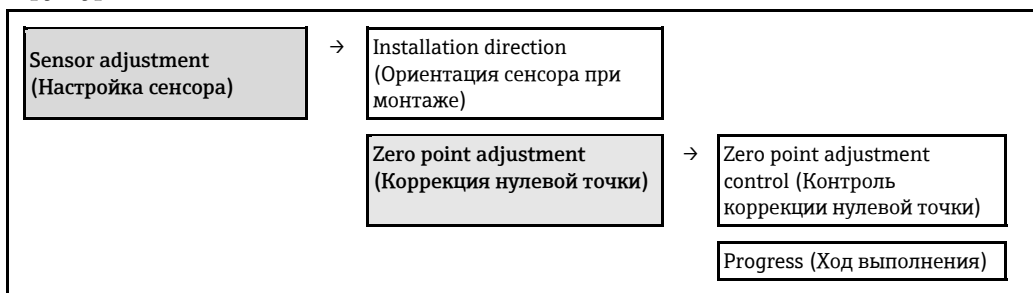 Sensor adjustment
(Настройка сенсора)
→
Installation direction
(Ориентация сенсора при
монтаже)
Zero point adjustment
(Коррекция нулевой точки)
→
Zero point adjustment
control (Контроль
коррекции нулевой точки)
Progress (Ход выполнения)